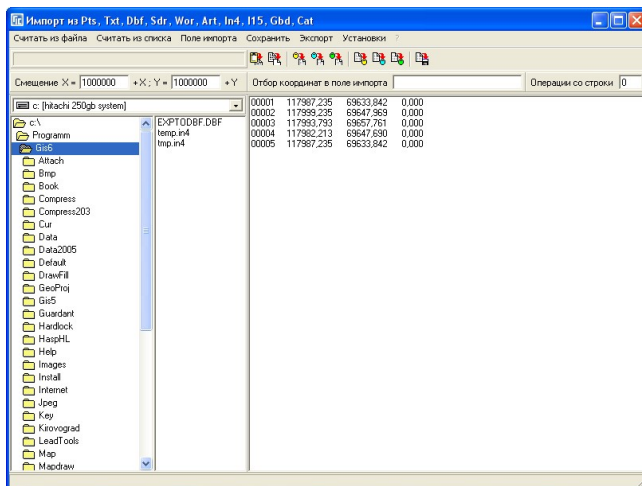 Импорт из Pts, Txt, Dbf, Sdr, Wor, Art, In4, I15, Gbd, Cat
Считать из файла Считать из списка Поле импорта Сохранить Экспорт Установки ?
Смещение X = 1000000 +X ; Y = 1000000 +Y Отбор координат в поле импорта Операции со строки 0
c: [hitachi 250gb system]
c:\
Programm
Gis6
Attach
Bmp
Book
Compress
Compress203
Cur
Data
Data2005
Default
DrawFill
GeoProj
Gis5
Guardant
Hardlock
HaspHL
Help
Images
Install
Internet
Jpeg
Key
Kirovograd
LeadTools
Map
Mapdraw
EXPTODBF.DBF
temp.in4
tmp.in4
00001 117987,235 69633,842 0,000
00002 117999,235 69647,969 0,000
00003 117993,793 69657,761 0,000
00004 117982,213 69647,690 0,000
00005 117987,235 69633,842 0,000